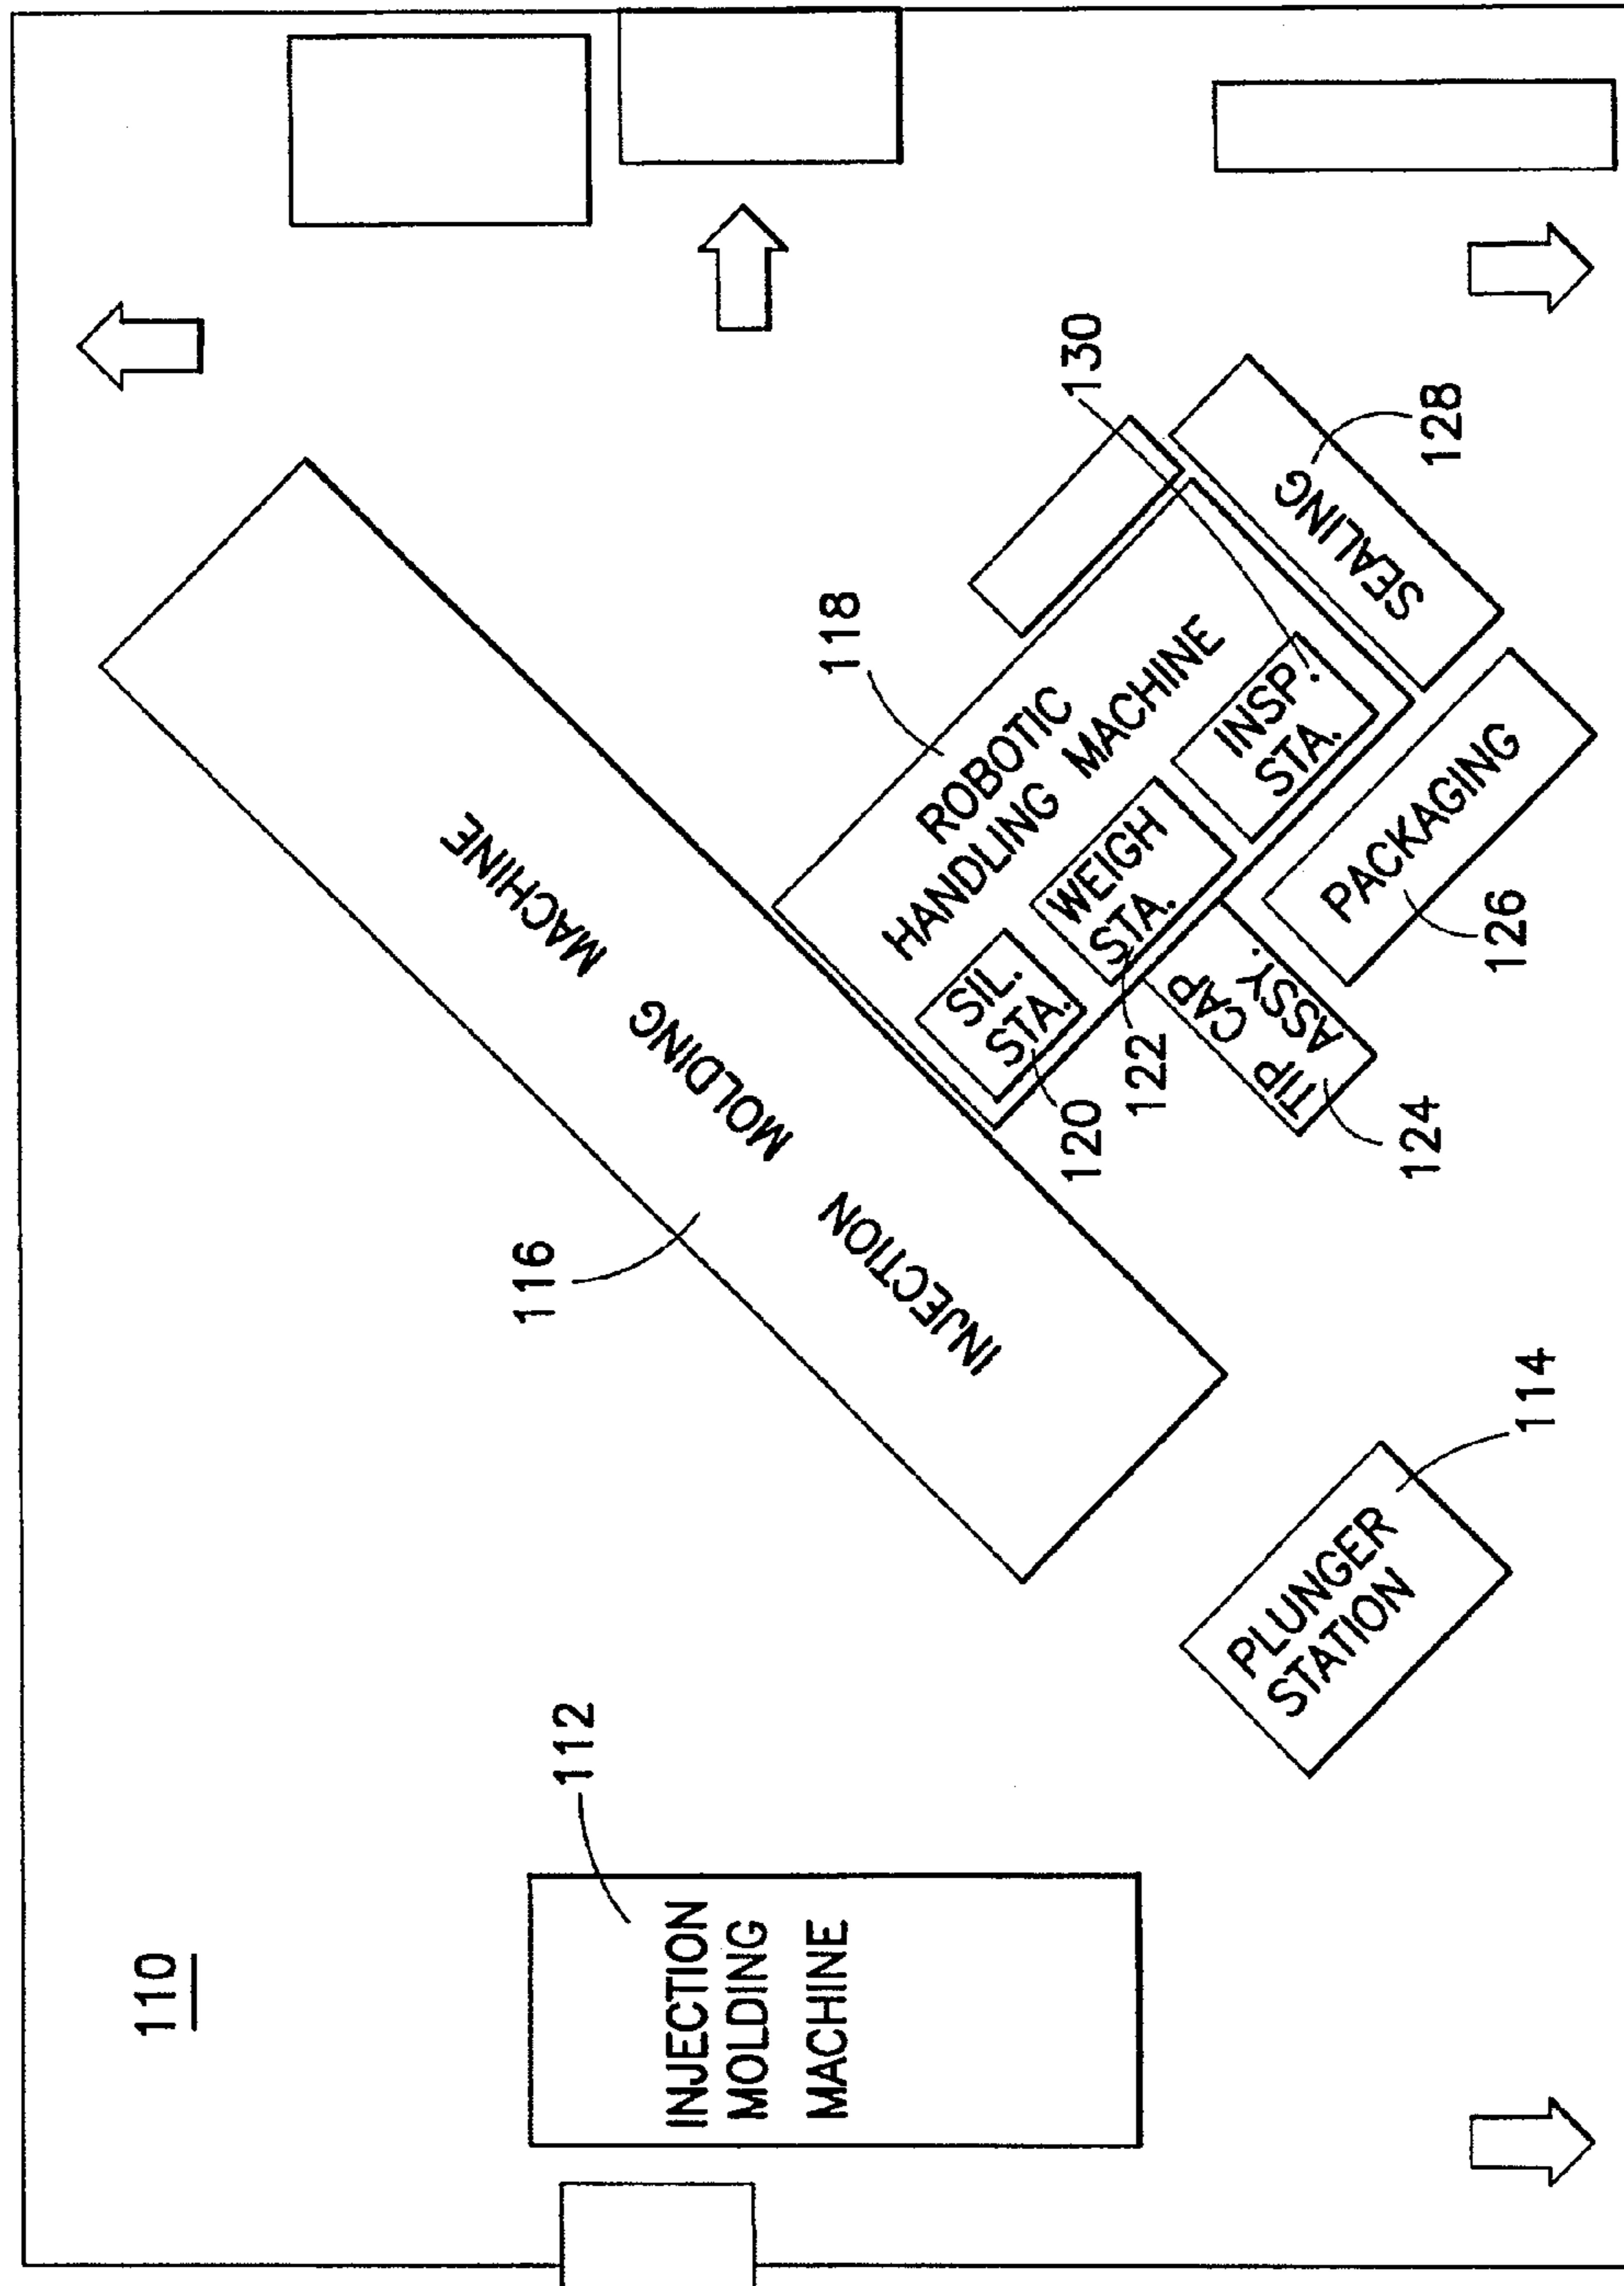 110
112
INJECTION
MOLDING
MACHINE
116
INJECTION MOLDING MACHINE
114
PLUNGER
STATION
118
ROBOTIC
HANDLING MACHINE
SIL.
STA.
120
WEIGH
STA.
122
INSP.
STA.
130
TIP CAP
ASSY.
124
PACKAGING
126
SEALING
128